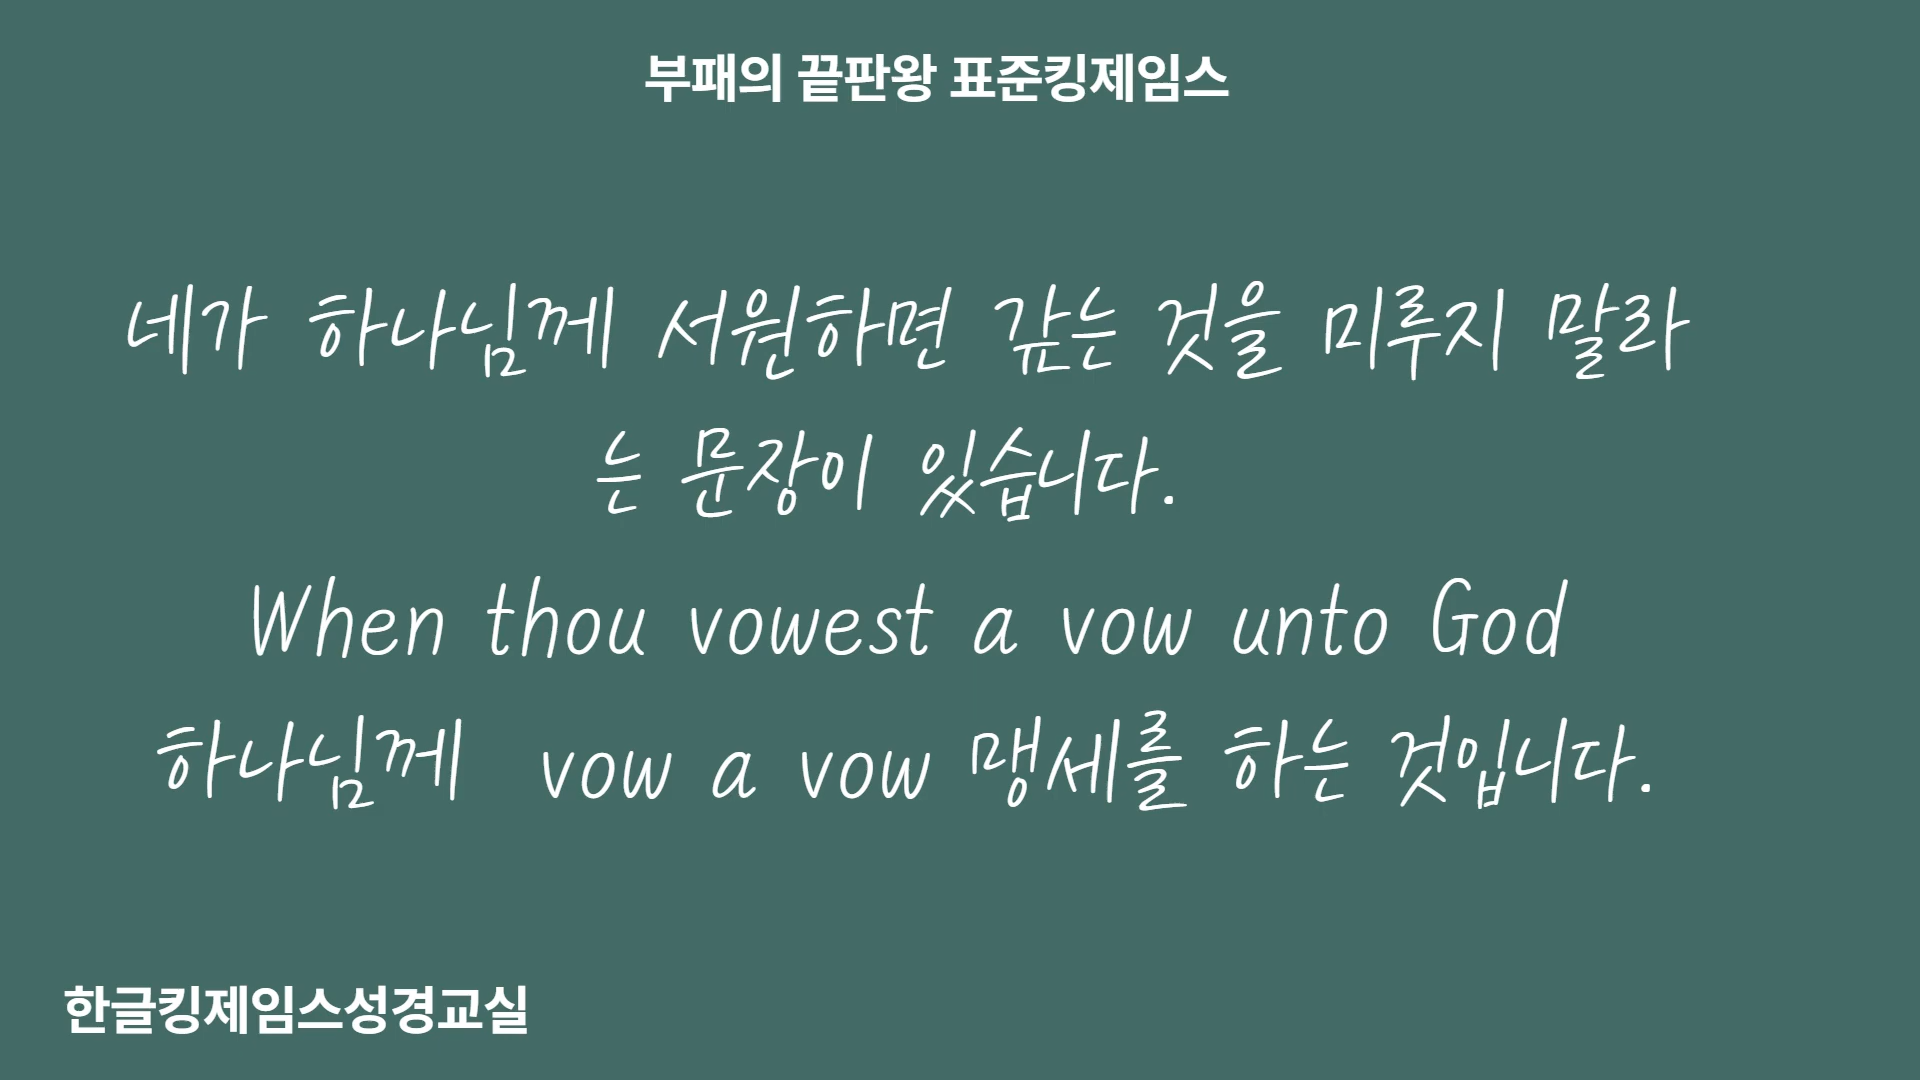 부패의 끝판왕 표준킹제임스
네가 하나님께 서원하면 갚는 것을 미루지 말라
는 문장이 있습니다.
When thou vowest a vow unto God
하나님께 vow a vow 맹세를 하는 것입니다.
한글킹제임스성경교실